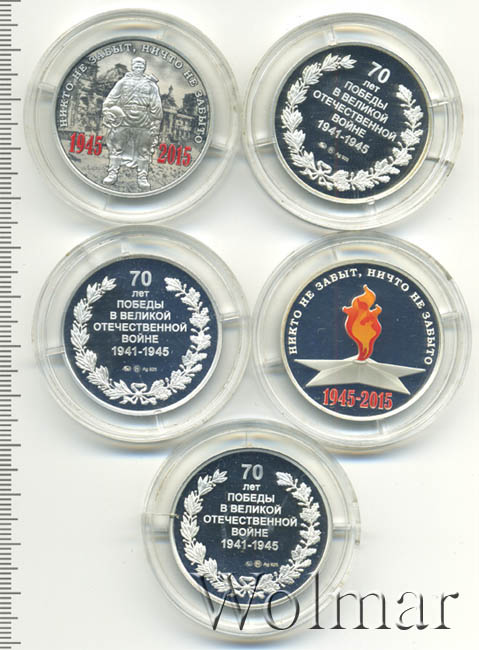 НИКТО НЕ ЗАБЫТ, НИЧТО НЕ ЗАБЫТО
1945 2015
70
лет
ПОБЕДЫ
В ВЕЛИКОЙ
ОТЕЧЕСТВЕННОЙ
ВОЙНЕ
1941-1945
Ag 925
70
лет
ПОБЕДЫ
В ВЕЛИКОЙ
ОТЕЧЕСТВЕННОЙ
ВОЙНЕ
1941-1945
Ag 925
НИКТО НЕ ЗАБЫТ, НИЧТО НЕ ЗАБЫТО
1945-2015
70
лет
ПОБЕДЫ
В ВЕЛИКОЙ
ОТЕЧЕСТВЕННОЙ
ВОЙНЕ
1941-1945
Ag 925
Wolmar